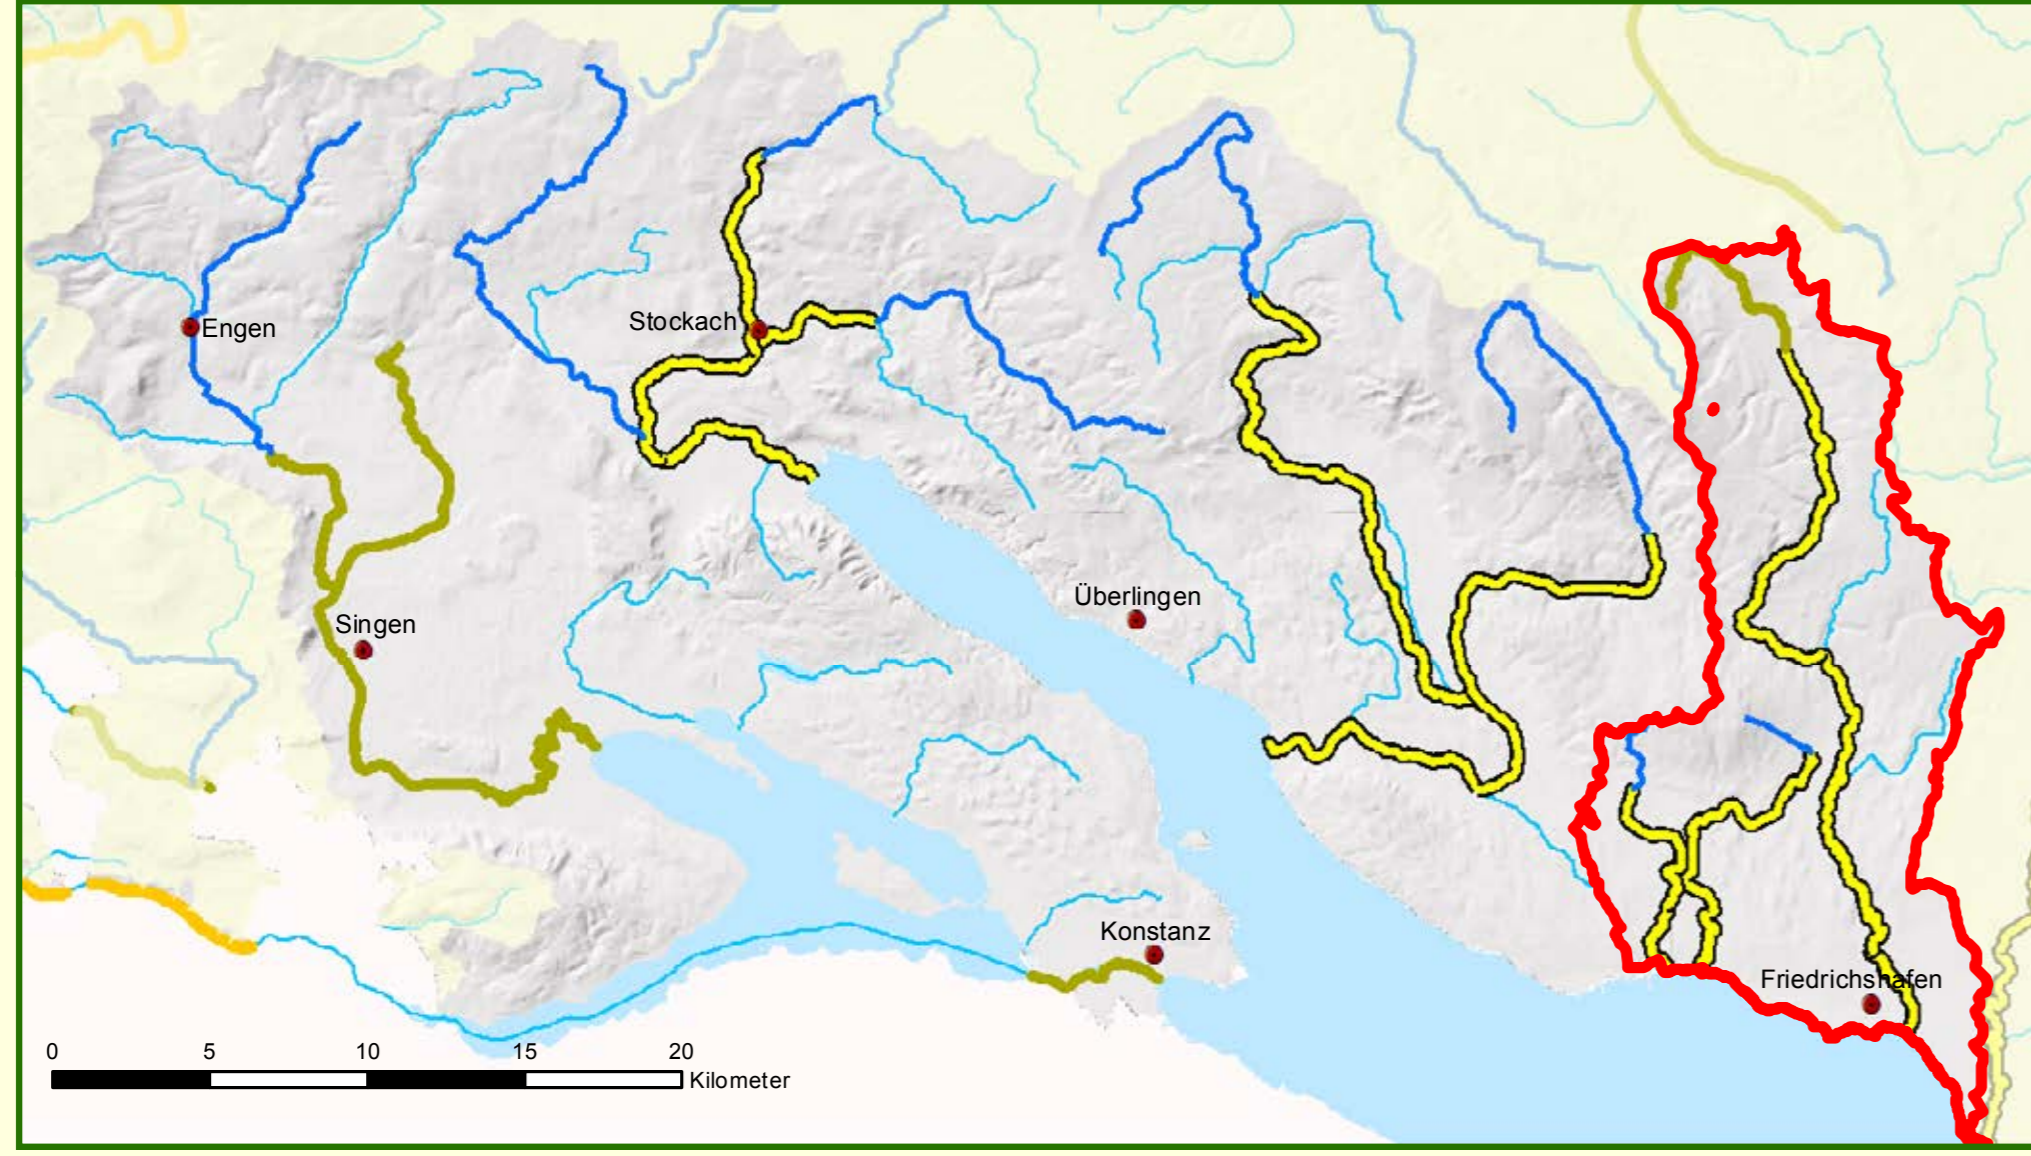 Engen
Stockach
Überlingen
Singen
Konstanz
Friedrichshafen
0 5 10 15 20
Kilometer